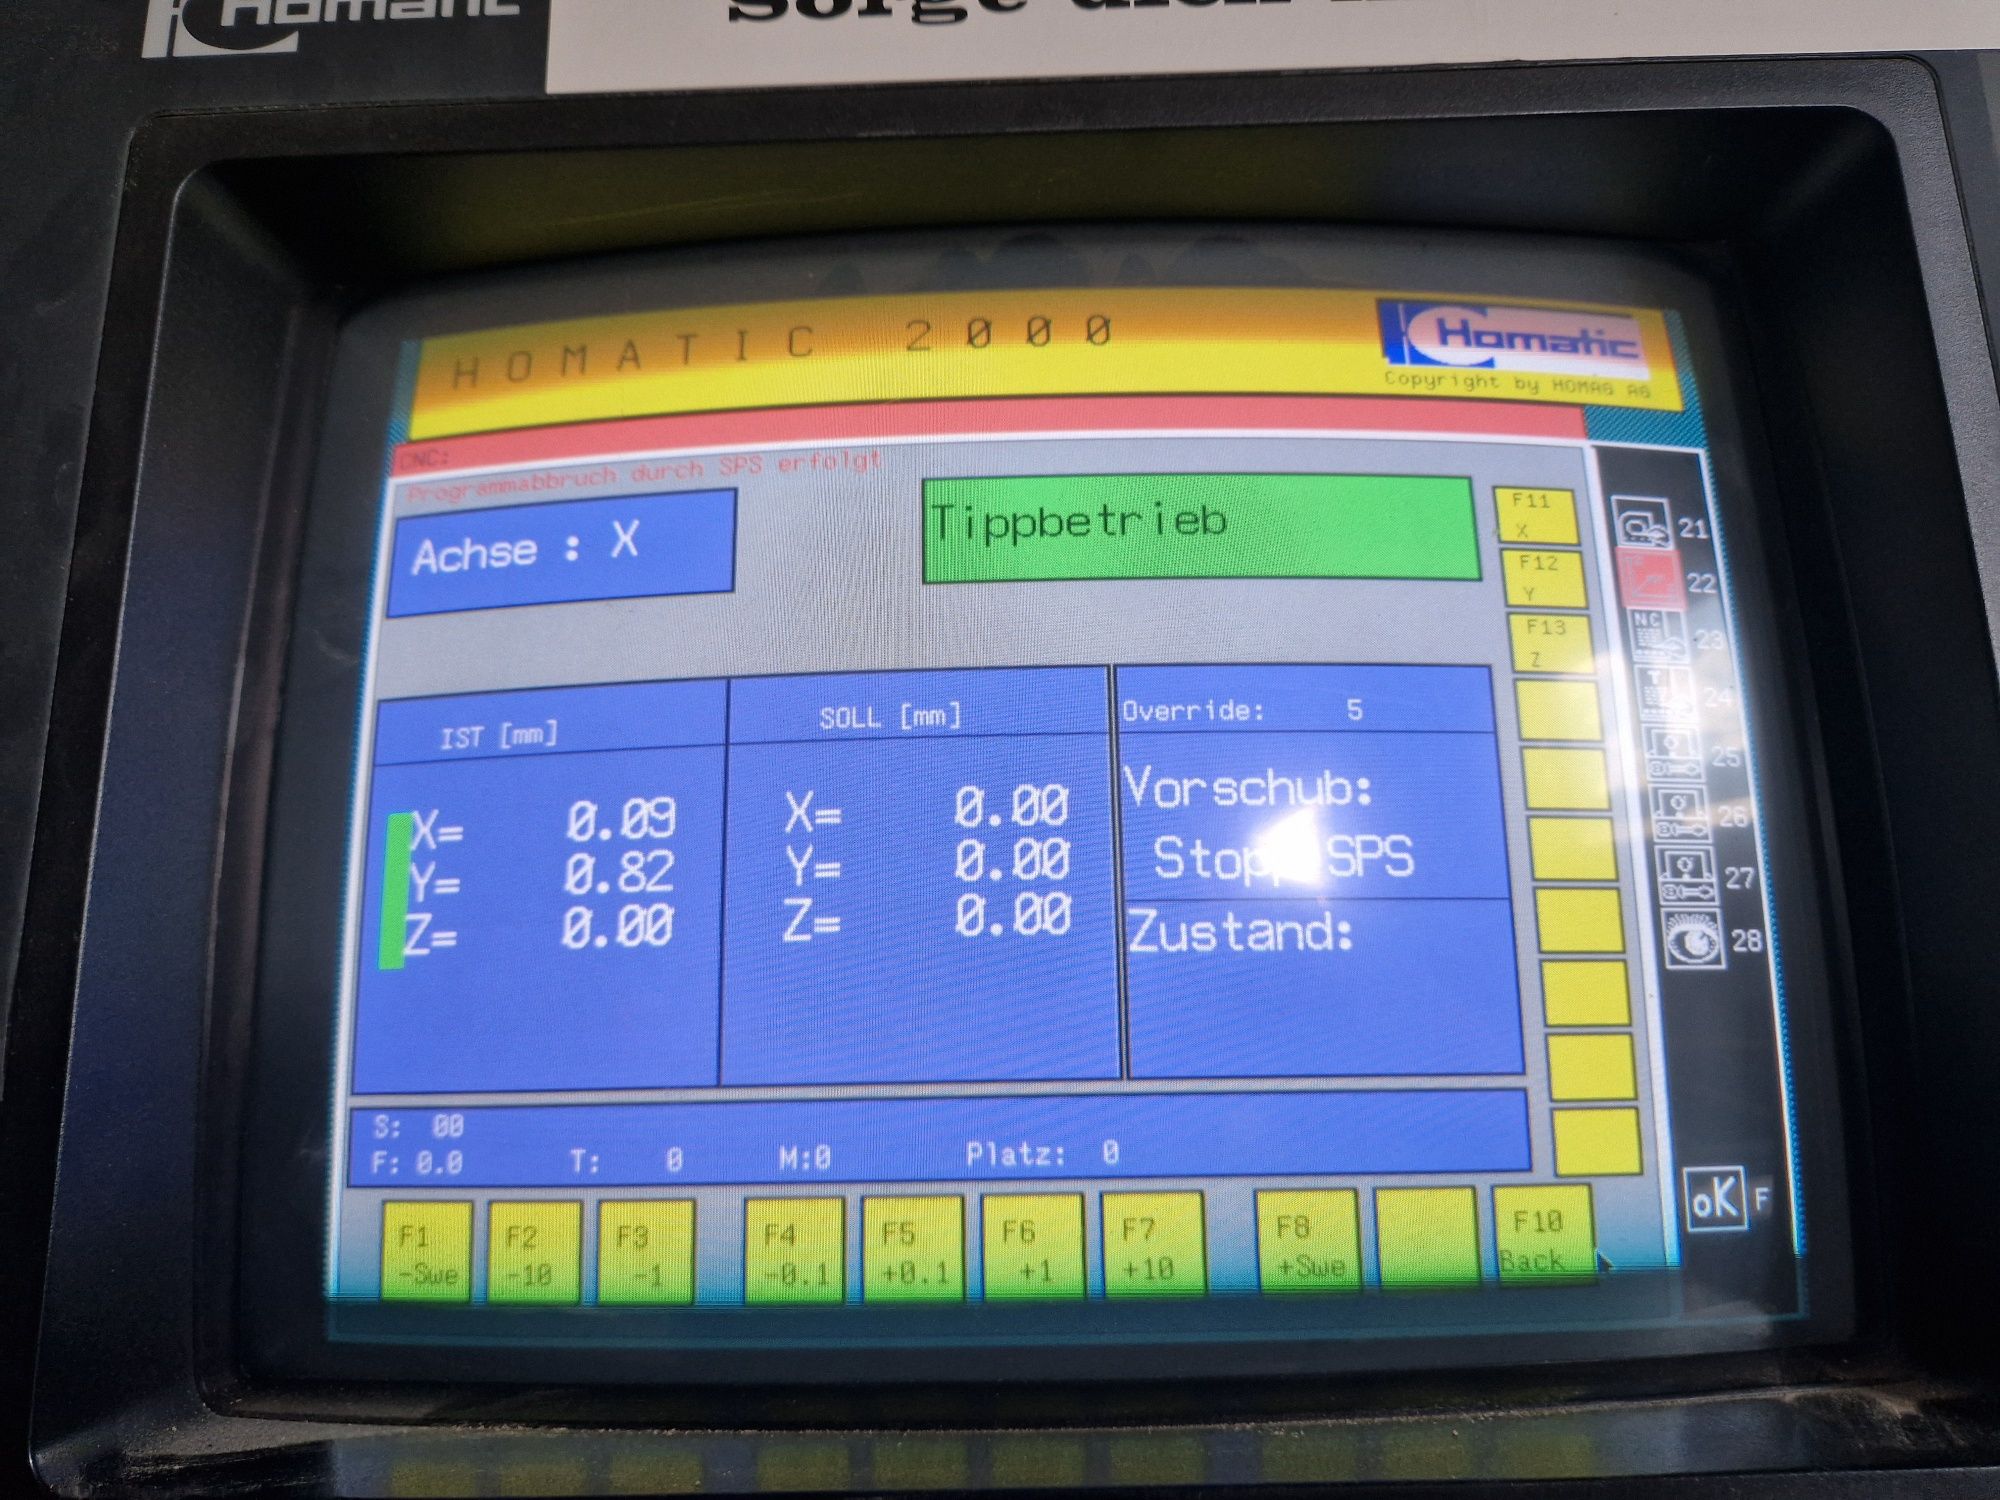 Homatic
HOMATIC 2000
Homatic
Copyright by HOMAG AG
CNC:
Programmabbruch durch SPS erfolgt
Achse : X
Tippbetrieb
F11
X
F12
Y
F13
Z
21
22
NC
23
T
24
25
26
27
28
IST [mm]
SOLL [mm]
Override: 5
X= 0.09
Y= 0.82
Z= 0.00
X= 0.00
Y= 0.00
Z= 0.00
Vorschub:
Stopp SPS
Zustand:
S: 00
F: 0.0 T: 0 M:0 Platz: 0
oK F
F1
-Swe
F2
-10
F3
-1
F4
-0.1
F5
+0.1
F6
+1
F7
+10
F8
+Swe
F10
Back